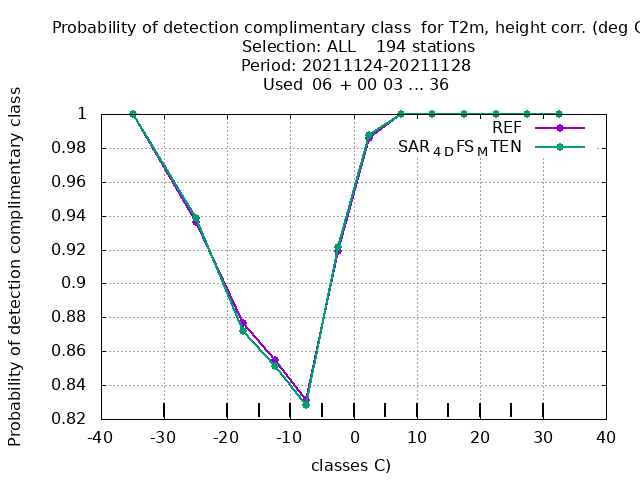 Probability of detection complimentary class for T2m, height corr. (deg C
Selection: ALL 194 stations
Period: 20211124-20211128
Used 06 + 00 03 ... 36
Probability of detection complimentary class
1
0.98
0.96
0.94
0.92
0.9
0.88
0.86
0.84
0.82
REF
SAR4DFSMTEN
-40 -30 -20 -10 0 10 20 30 40
classes C)